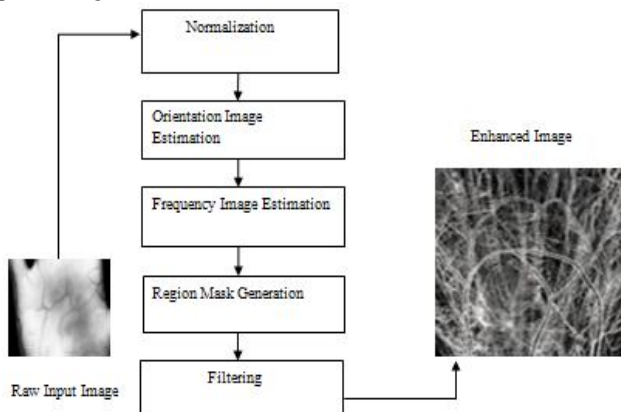 Normalization
Orientation Image
Estimation
Enhanced Image
Frequency Image Estimation
Region Mask Generation
Filtering
Raw Input Image